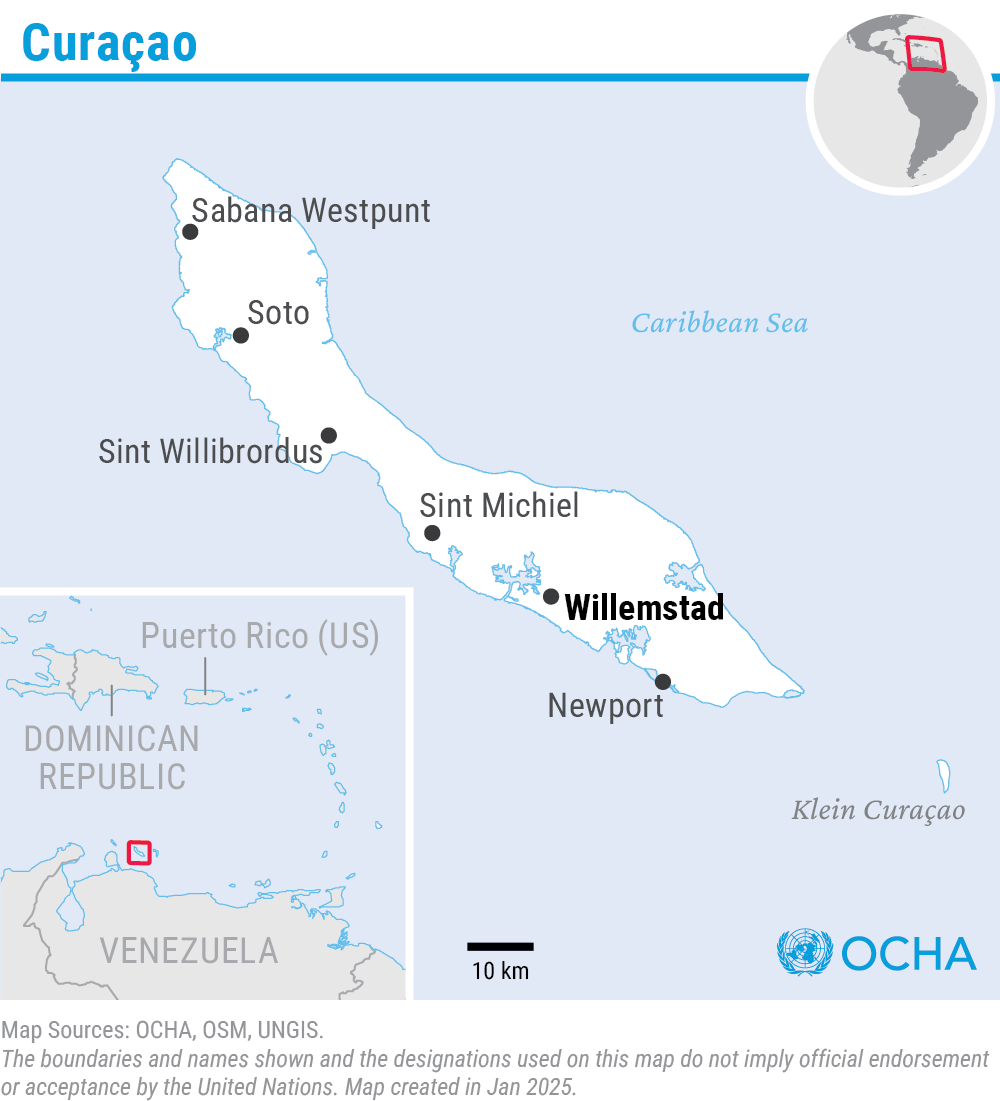 Curaçao
Sabana Westpunt
Soto
Caribbean Sea
Sint Willibrordus
Sint Michiel
Willemstad
Newport
Klein Curaçao
Puerto Rico (US)
DOMINICAN
REPUBLIC
VENEZUELA
10 km
OCHA
Map Sources: OCHA, OSM, UNGIS.
The boundaries and names shown and the designations used on this map do not imply official endorsement
or acceptance by the United Nations. Map created in Jan 2025.